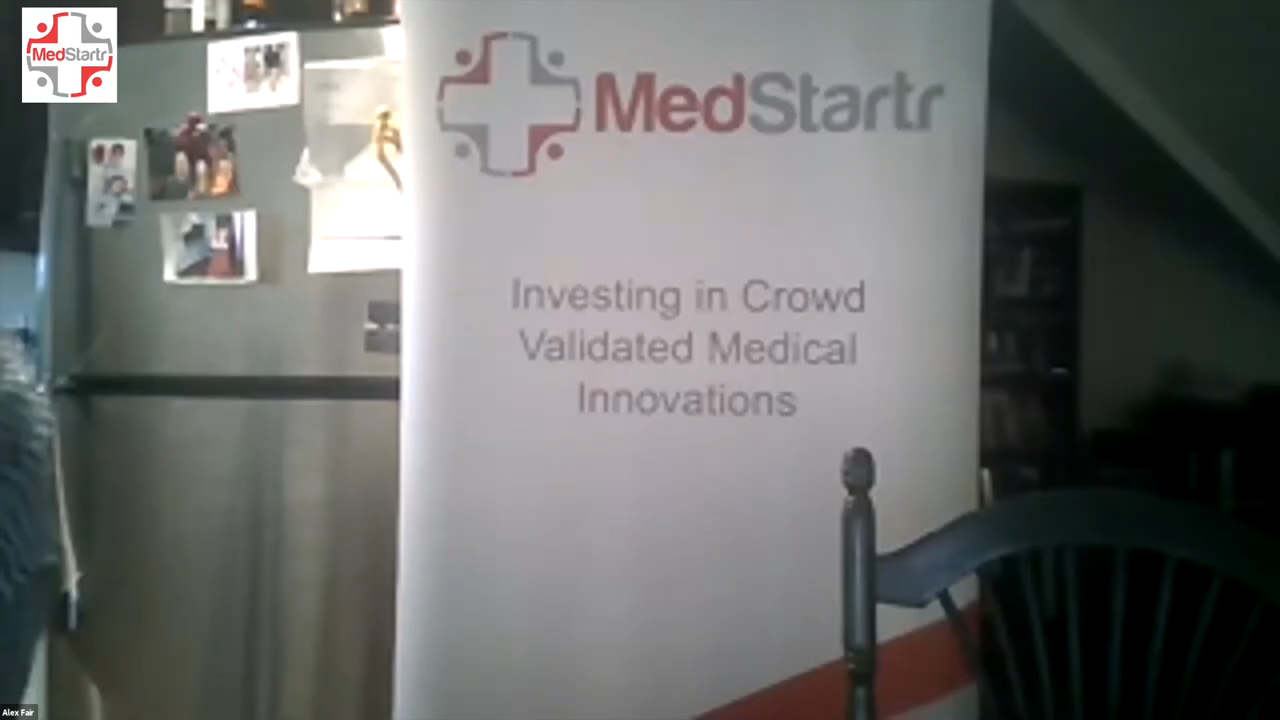 MedStartr
MedStartr
Investing in Crowd
Validated Medical
Innovations
Alex Fair